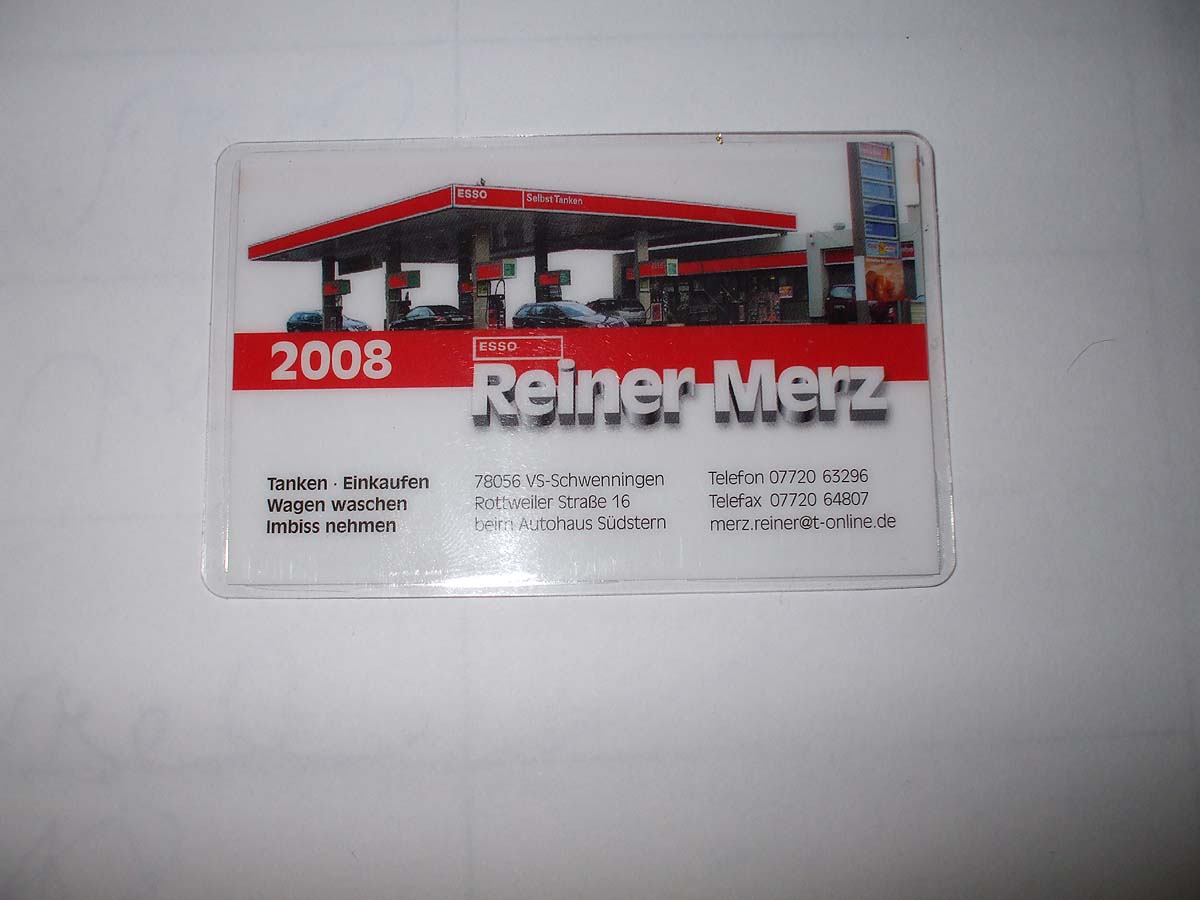 ESSO
Selbst Tanken
2008
ESSO
Reiner Merz
Tanken · Einkaufen
Wagen waschen
Imbiss nehmen
78056 VS-Schwenningen
Rottweiler Straße 16
beim Autohaus Südstern
Telefon 07720 63296
Telefax 07720 64807
merz.reiner@t-online.de